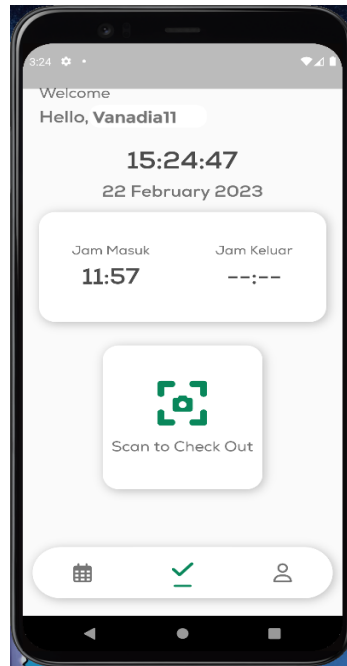 3:24
Welcome
Hello, Vanadia11
15:24:47
22 February 2023
Jam Masuk Jam Keluar
11:57 --:--
Scan to Check Out